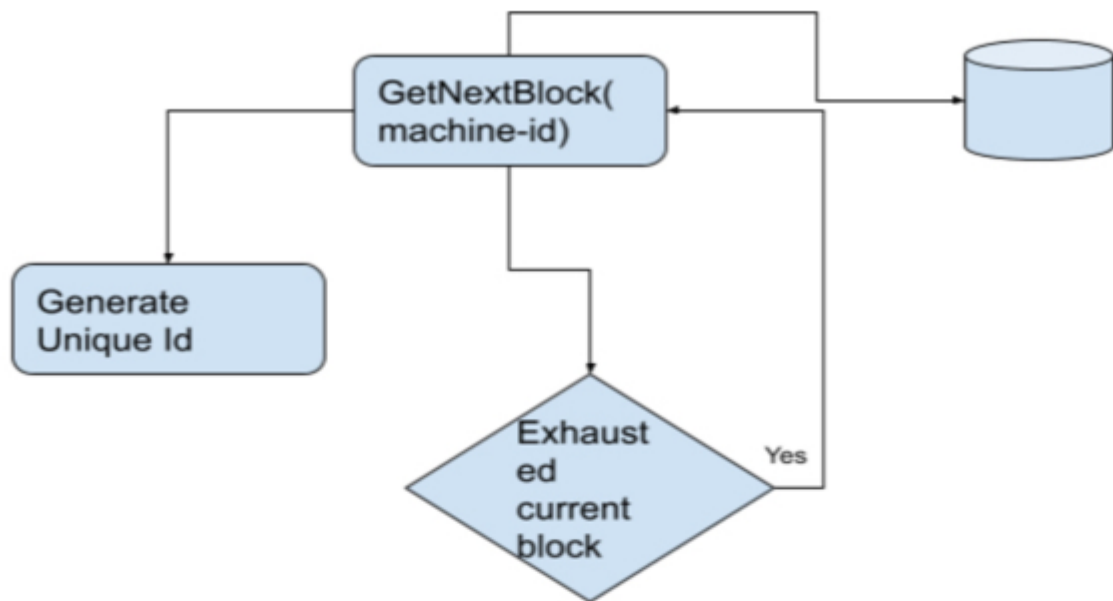 GetNextBlock(
machine-id)
Generate
Unique Id
Exhaust
ed
current
block
Yes